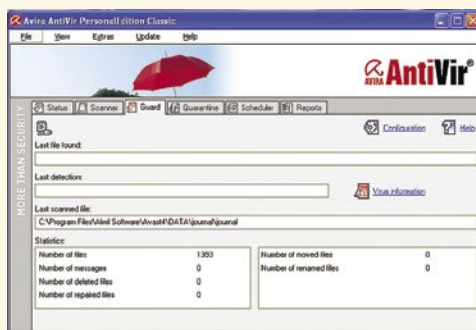 Avira AntiVir PersonalEdition Classic
File View Extras Update Help
AVIRA AntiVir®
MORE THAN SECURITY
Status Scanner Guard Quarantine Scheduler Reports
Configuration Help
Last file found:
Last detection:
Virus information
Last scanned file:
C:\Program Files\Alwil Software\Avast4\DATA\journal\journal
Statistics:
Number of files 1393 Number of moved files 0
Number of messages 0 Number of renamed files 0
Number of deleted files 0
Number of repaired files 0